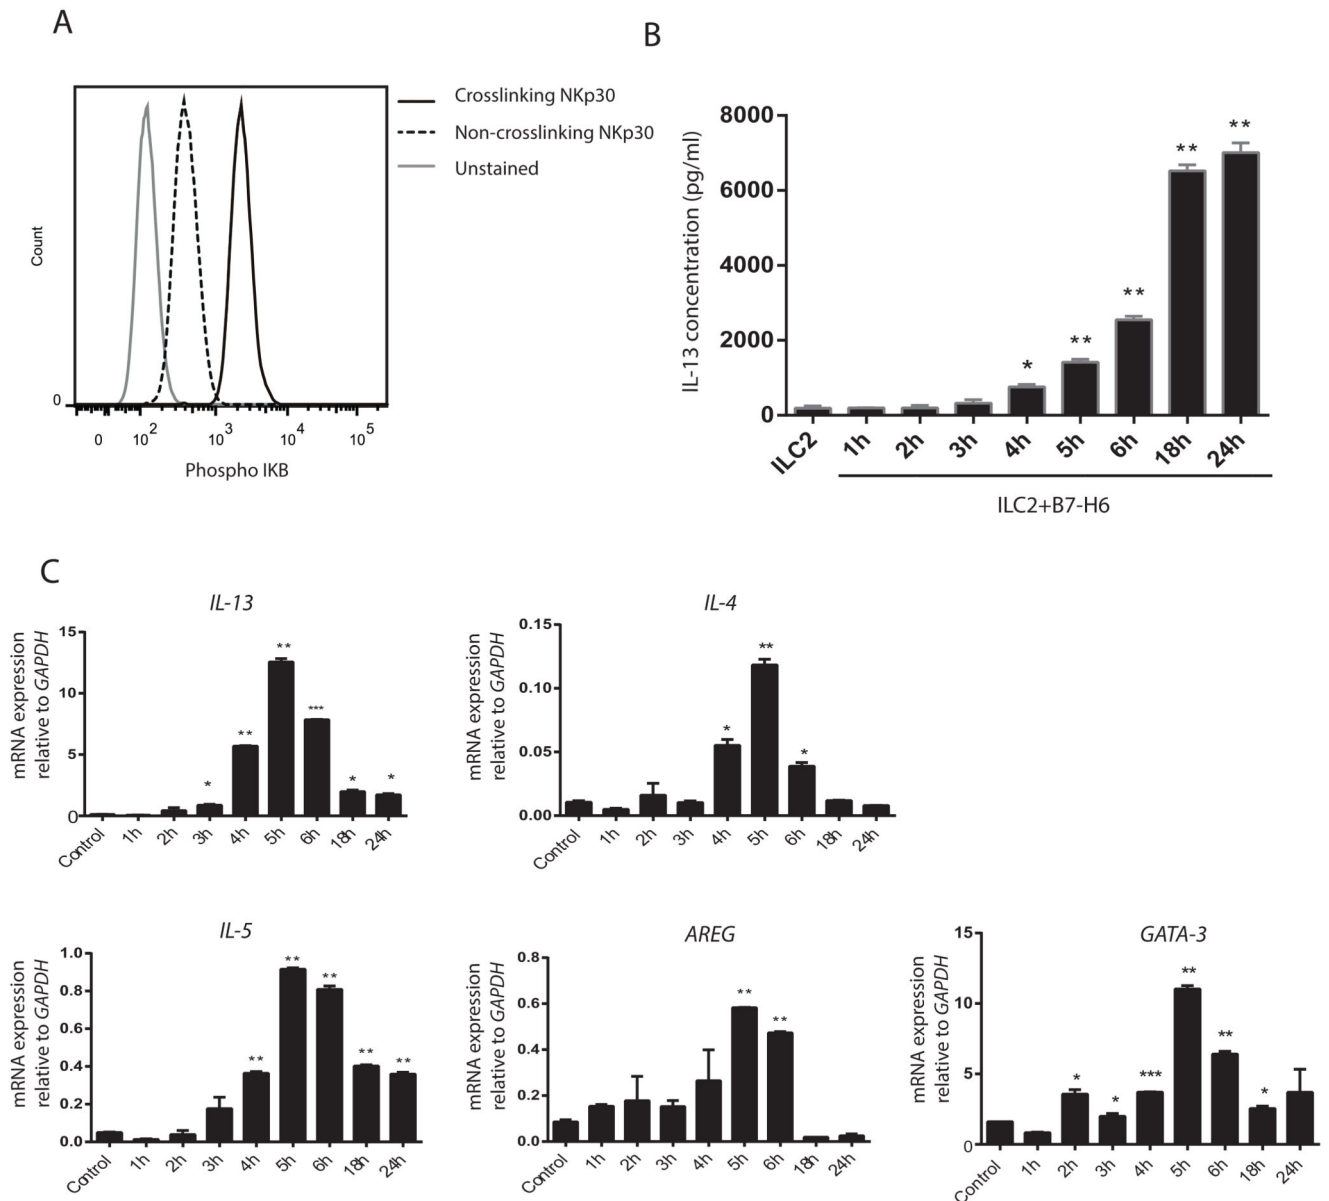 A
Crosslinking NKp30
Non-crosslinking NKp30
Unstained
Count
0
0 10^2 10^3 10^4 10^5
Phospho IKB
B
IL-13 concentration (pg/ml)
8000
6000
4000
2000
0
* ** ** ** **
ILC2 1h 2h 3h 4h 5h 6h 18h 24h
ILC2+B7-H6
C
IL-13
mRNA expression
relative to GAPDH
15
10
5
0
* ** ** *** * *
Control 1h 2h 3h 4h 5h 6h 18h 24h
IL-4
mRNA expression
relative to GAPDH
0.15
0.10
0.05
0.00
* ** *
Control 1h 2h 3h 4h 5h 6h 18h 24h
IL-5
mRNA expression
relative to GAPDH
1.0
0.8
0.6
0.4
0.2
0.0
** ** ** ** **
Control 1h 2h 3h 4h 5h 6h 18h 24h
AREG
mRNA expression
relative to GAPDH
0.8
0.6
0.4
0.2
0.0
** **
Control 1h 2h 3h 4h 5h 6h 18h 24h
GATA-3
mRNA expression
relative to GAPDH
15
10
5
0
* * *** ** ** *
Control 1h 2h 3h 4h 5h 6h 18h 24h